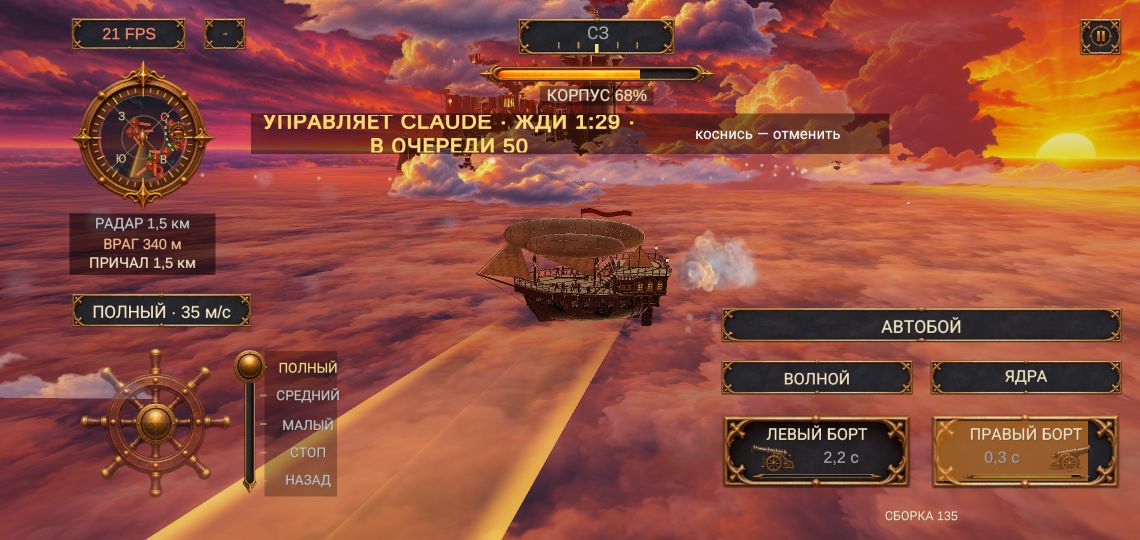 21 FPS
~
СЗ
КОРПУС 68%
УПРАВЛЯЕТ CLAUDE · ЖДИ 1:29 ·
В ОЧЕРЕДИ 50
коснись — отменить
З
С
Ю
В
РАДАР 1,5 км
ВРАГ 340 м
ПРИЧАЛ 1,5 км
ПОЛНЫЙ · 35 м/с
ПОЛНЫЙ
СРЕДНИЙ
МАЛЫЙ
СТОП
НАЗАД
АВТОБОЙ
ВОЛНОЙ
ЯДРА
ЛЕВЫЙ БОРТ
2,2 с
ПРАВЫЙ БОРТ
0,3 с
СБОРКА 135